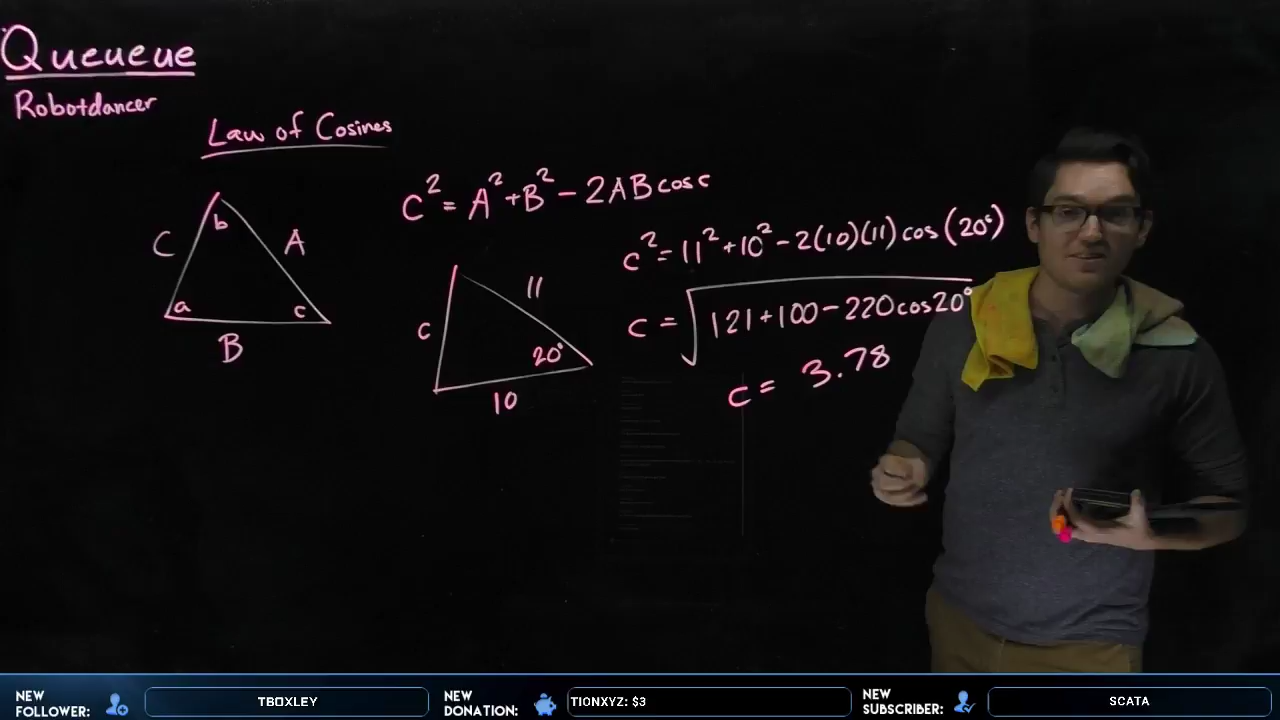 Queueue
Robotdancer
Law of Cosines
C
b
A
a
c
B
C² = A² + B² - 2ABcosc
c
11
20°
10
c² = 11² + 10² - 2(10)(11)cos(20°)
c = √121 + 100 - 220cos20°
c = 3.78
NEW FOLLOWER:
TBOXLEY
NEW DONATION:
TIONXYZ: $3
NEW SUBSCRIBER:
SCATA